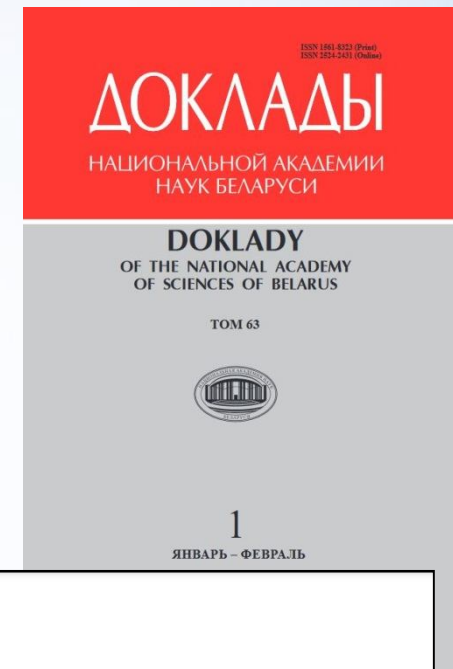 ISSN 1561-8323 (Print)
ISSN 2524-2431 (Online)
ДОКЛАДЫ
НАЦИОНАЛЬНОЙ АКАДЕМИИ
НАУК БЕЛАРУСИ
DOKLADY
OF THE NATIONAL ACADEMY
OF SCIENCES OF BELARUS
ТОМ 63
1
ЯНВАРЬ – ФЕВРАЛЬ